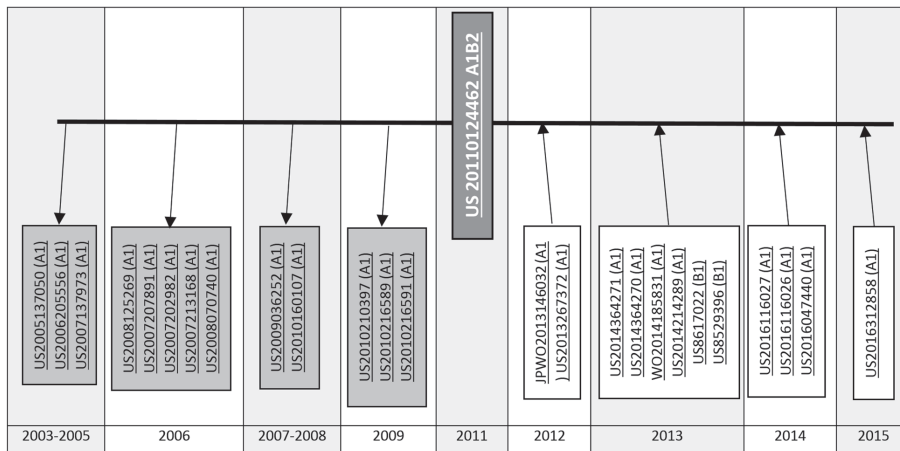 US 20110124462 A1B2
US2005137050 (A1)
US2006205556 (A1)
US2007137973 (A1)
US2008125269 (A1)
US2007207891 (A1)
US2007202982 (A1)
US2007213168 (A1)
US2008070740 (A1)
US2009036252 (A1)
US2010160107 (A1)
US2010210397 (A1)
US2010216589 (A1)
US2010216591 (A1)
JPWO2013146032 (A1
) US2013267372 (A1)
US2014364271 (A1)
US2014364270 (A1)
WO2014185831 (A1)
US2014214289 (A1)
US8617022 (B1)
US8529396 (B1)
US2016116027 (A1)
US2016116026 (A1)
US2016047440 (A1)
US2016312858 (A1)
2003-2005
2006
2007-2008
2009
2011
2012
2013
2014
2015